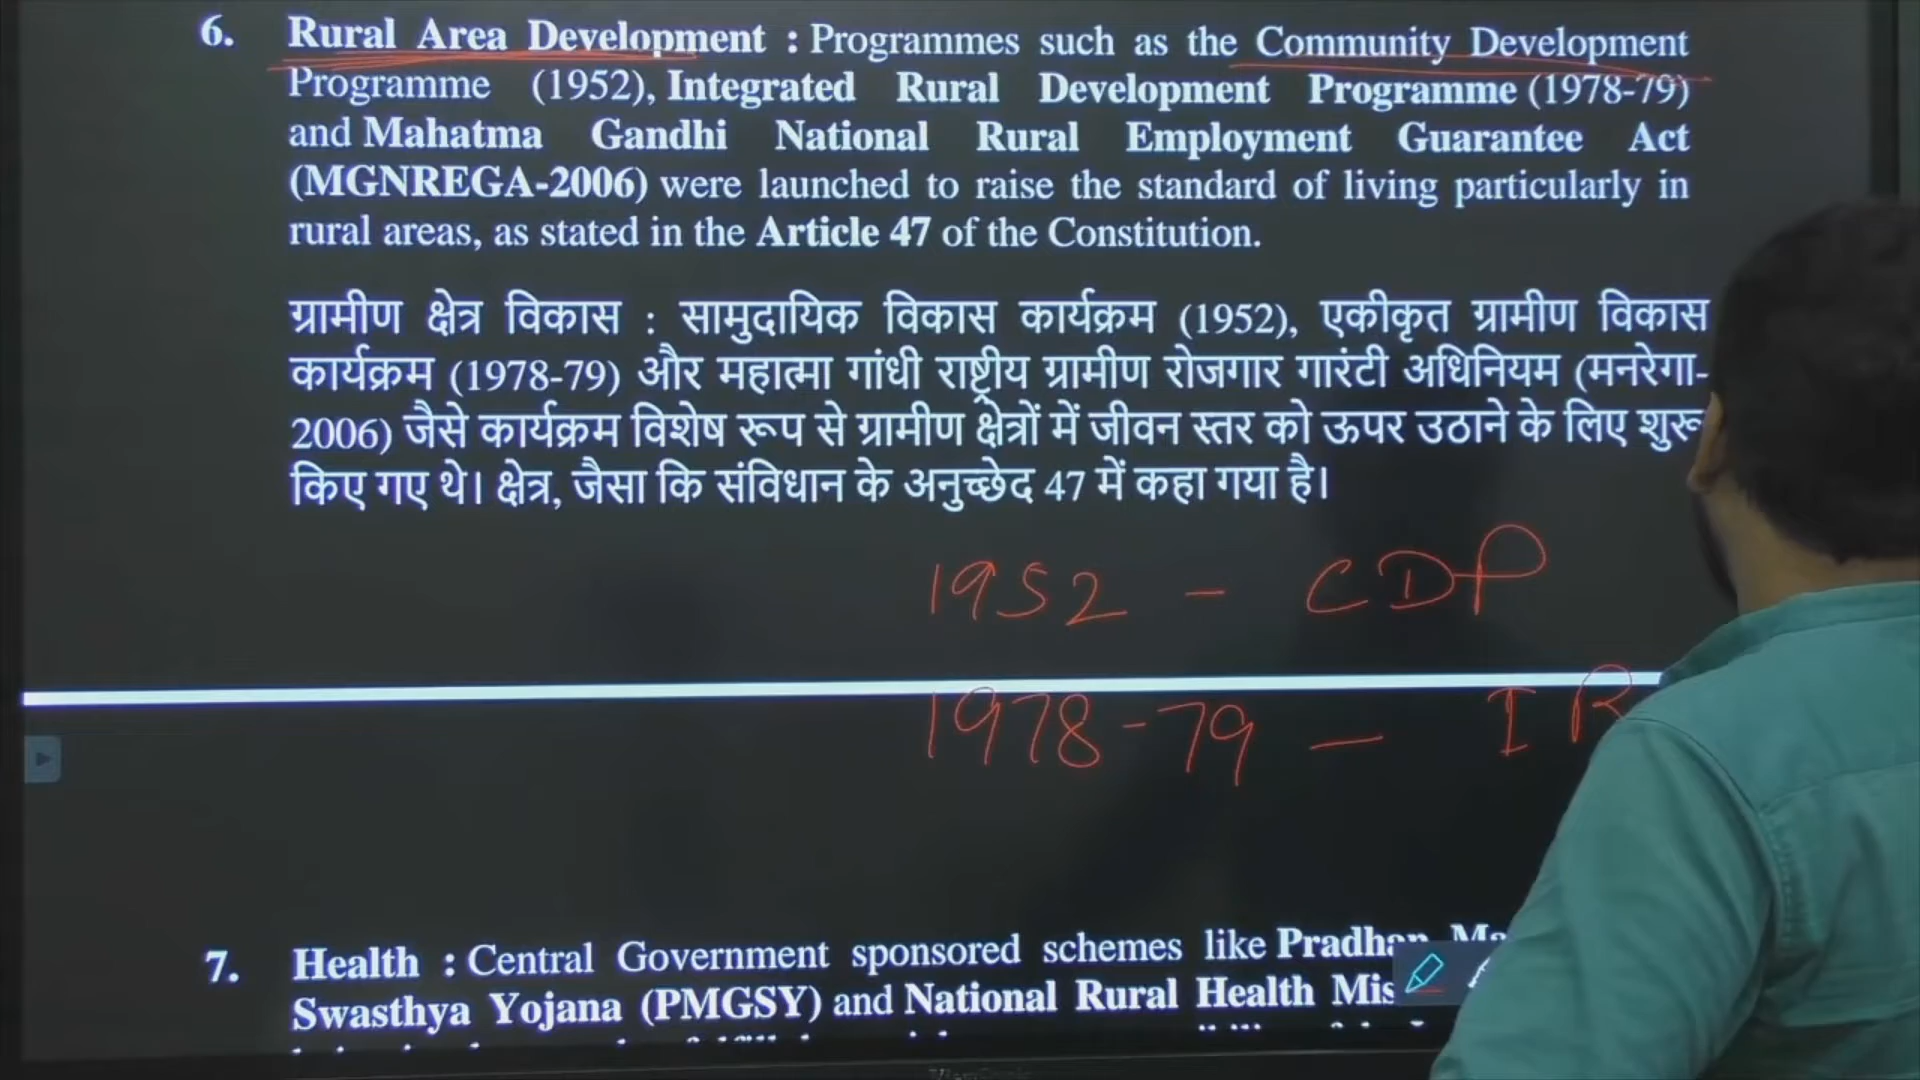 6. Rural Area Development : Programmes such as the Community Development
Programme (1952), Integrated Rural Development Programme (1978-79)
and Mahatma Gandhi National Rural Employment Guarantee Act
(MGNREGA-2006) were launched to raise the standard of living particularly in
rural areas, as stated in the Article 47 of the Constitution.
ग्रामीण क्षेत्र विकास : सामुदायिक विकास कार्यक्रम (1952), एकीकृत ग्रामीण विकास
कार्यक्रम (1978-79) और महात्मा गांधी राष्ट्रीय ग्रामीण रोजगार गारंटी अधिनियम (मनरेगा-
2006) जैसे कार्यक्रम विशेष रूप से ग्रामीण क्षेत्रों में जीवन स्तर को ऊपर उठाने के लिए शुरू
किए गए थे। क्षेत्र, जैसा कि संविधान के अनुच्छेद 47 में कहा गया है।
1952 - CDP
1978-79 - IR
7. Health : Central Government sponsored schemes like
Swasthya Yojana (PMGSY) and National Rural Health